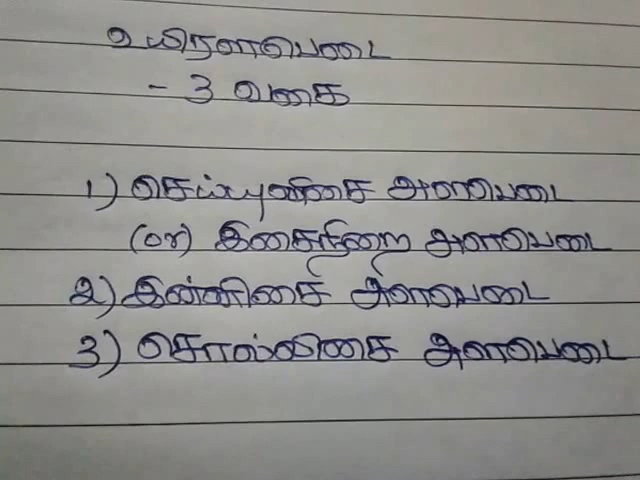 உயிரளபெடை
- 3 வகை
1) செய்யுளிசை அளபெடை
(or) இசைநிறை அளபெடை
2) இன்னிசை அளபெடை
3) சொல்லிசை அளபெடை